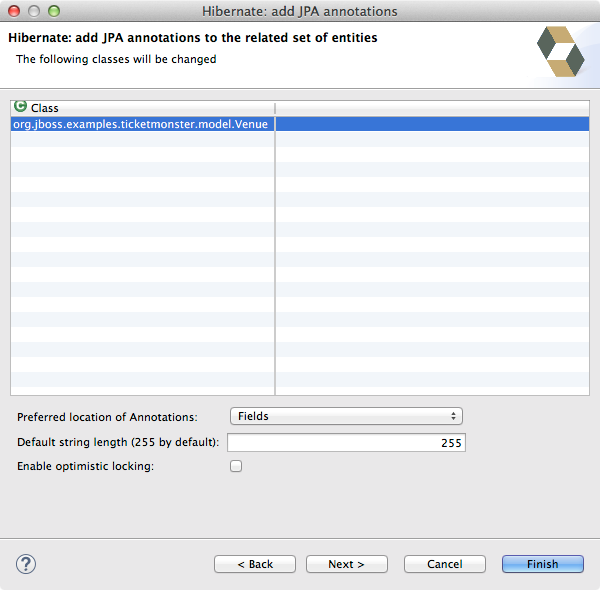 Hibernate: add JPA annotations
Hibernate: add JPA annotations to the related set of entities
The following classes will be changed
C Class
org.jboss.examples.ticketmonster.model.Venue
Preferred location of Annotations: Fields
Default string length (255 by default): 255
Enable optimistic locking:
? < Back Next > Cancel Finish